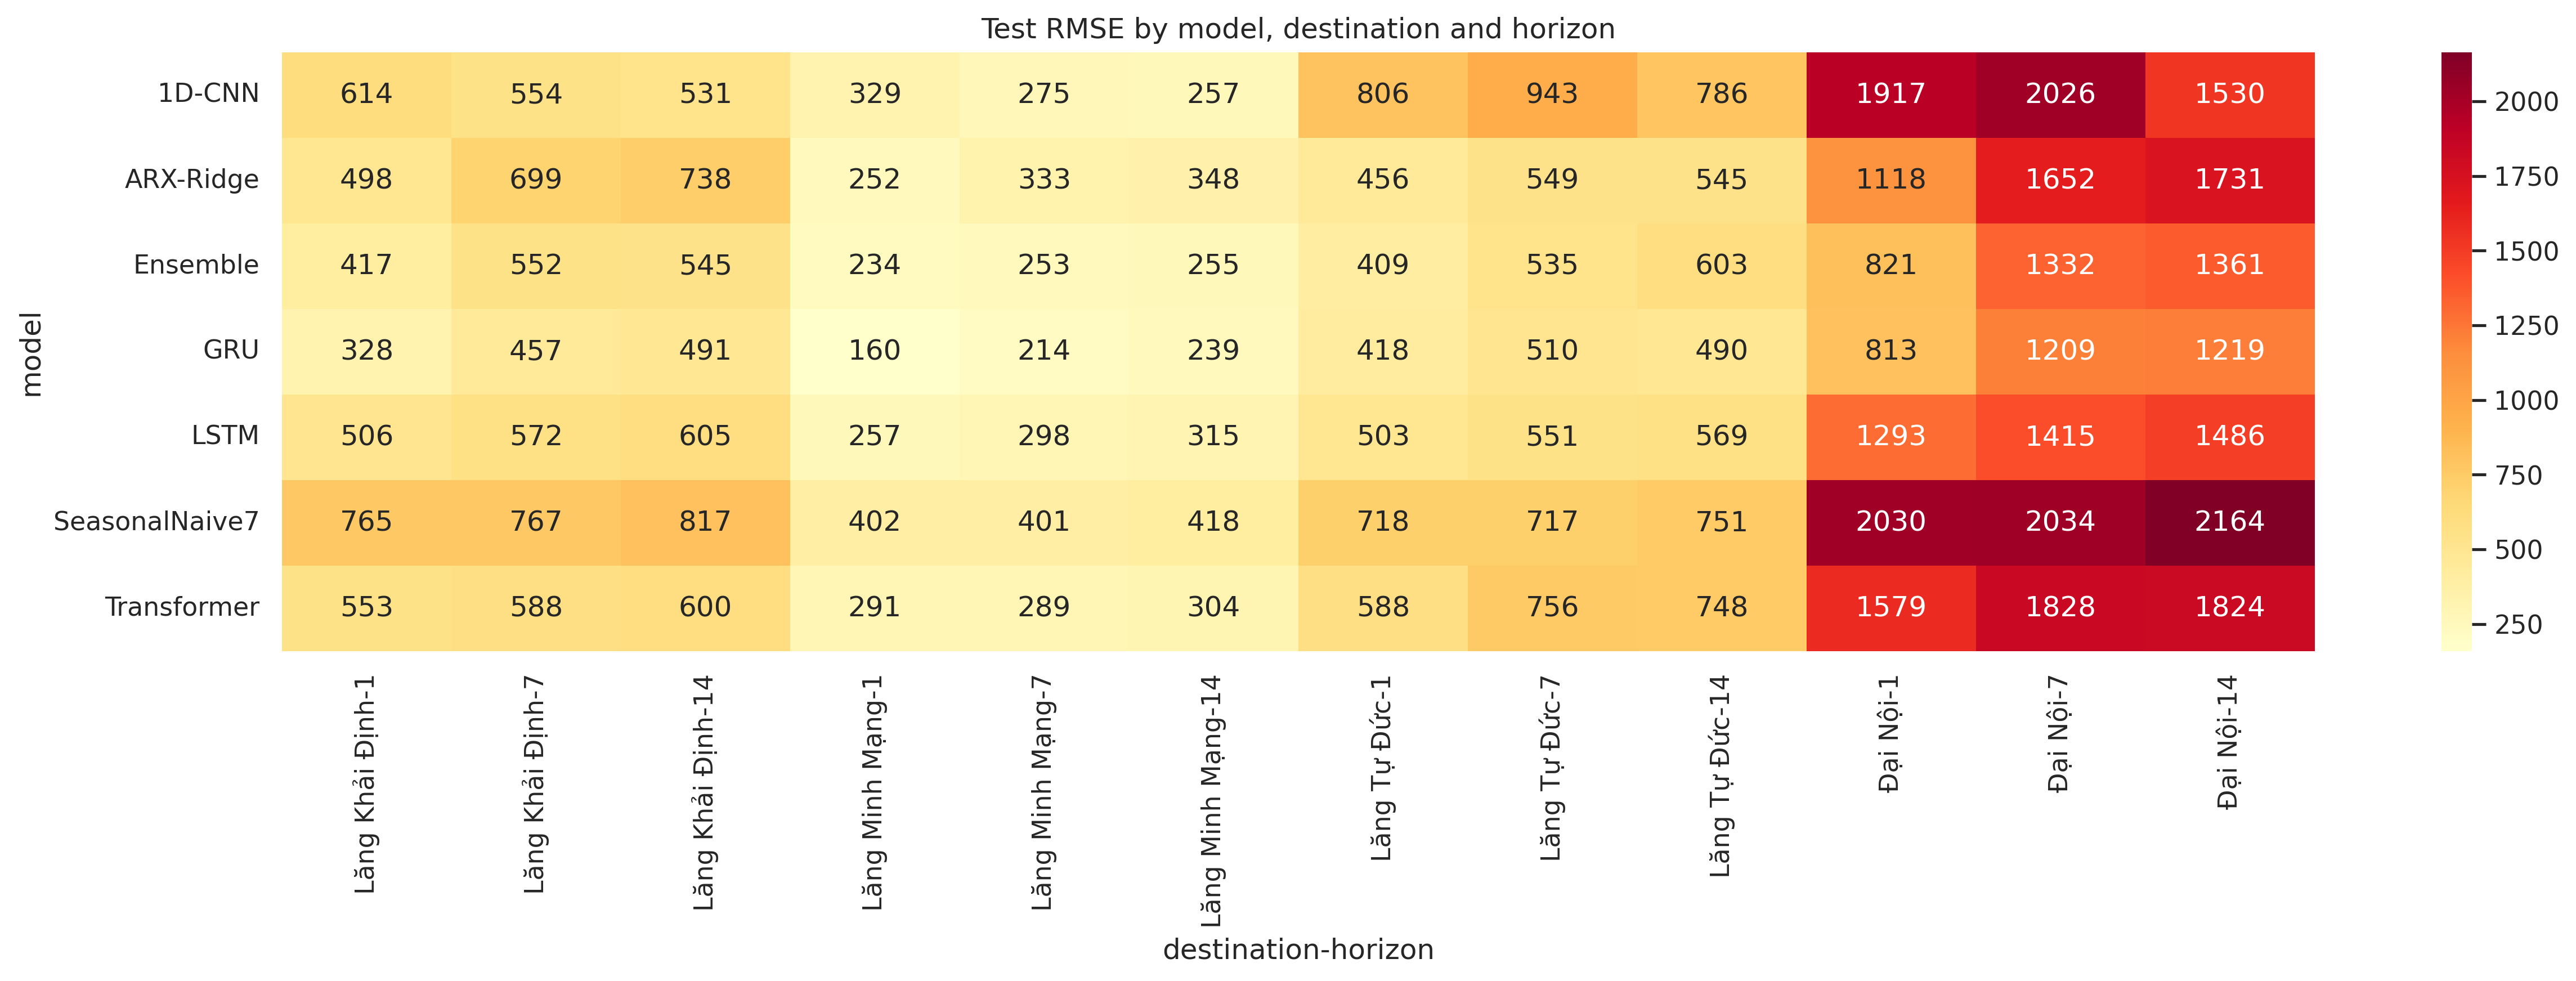 Test RMSE by model, destination and horizon
model
1D-CNN 614 554 531 329 275 257 806 943 786 1917 2026 1530
ARX-Ridge 498 699 738 252 333 348 456 549 545 1118 1652 1731
Ensemble 417 552 545 234 253 255 409 535 603 821 1332 1361
GRU 328 457 491 160 214 239 418 510 490 813 1209 1219
LSTM 506 572 605 257 298 315 503 551 569 1293 1415 1486
SeasonalNaive7 765 767 817 402 401 418 718 717 751 2030 2034 2164
Transformer 553 588 600 291 289 304 588 756 748 1579 1828 1824
Lăng Khải Định-1
Lăng Khải Định-7
Lăng Khải Định-14
Lăng Minh Mạng-1
Lăng Minh Mạng-7
Lăng Minh Mạng-14
Lăng Tự Đức-1
Lăng Tự Đức-7
Lăng Tự Đức-14
Đại Nội-1
Đại Nội-7
Đại Nội-14
destination-horizon
2000
1750
1500
1250
1000
750
500
250